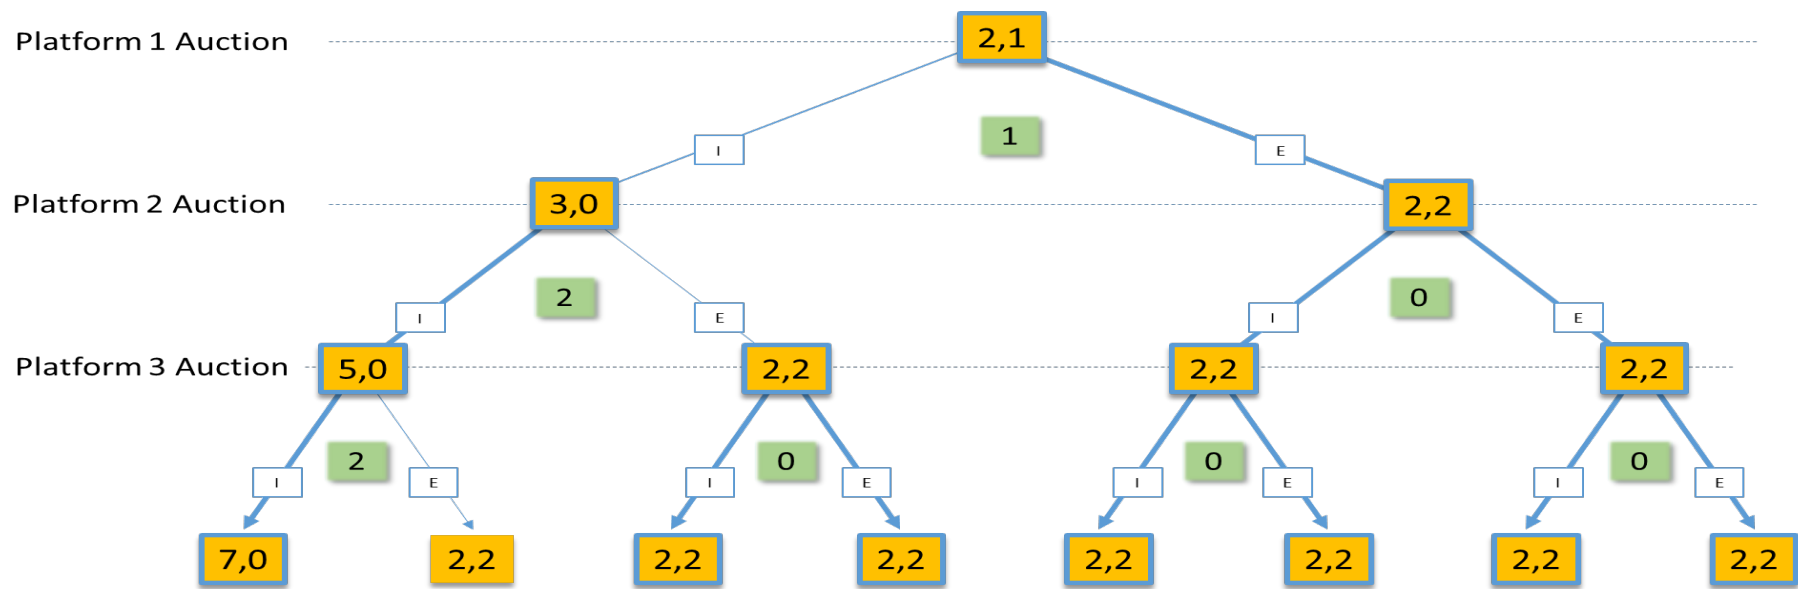 Platform 1 Auction
2,1
I
1
E
Platform 2 Auction
3,0
2,2
I
2
E
I
0
E
Platform 3 Auction
5,0
2,2
2,2
2,2
I
2
E
I
0
E
I
0
E
I
0
E
7,0
2,2
2,2
2,2
2,2
2,2
2,2
2,2